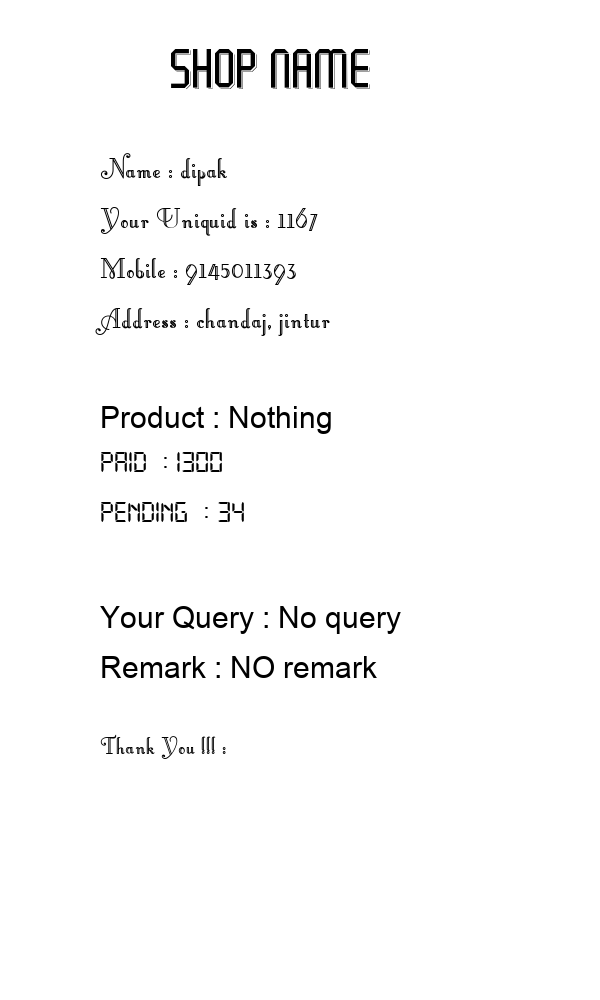 SHOP NAME
Name : dipak
Your Uniquid is : 1167
Mobile : 9145011393
Address : chandaj, jintur
Product : Nothing
PAID : 1300
PENDING : 34
Your Query : No query
Remark : NO remark
Thank You !!! :